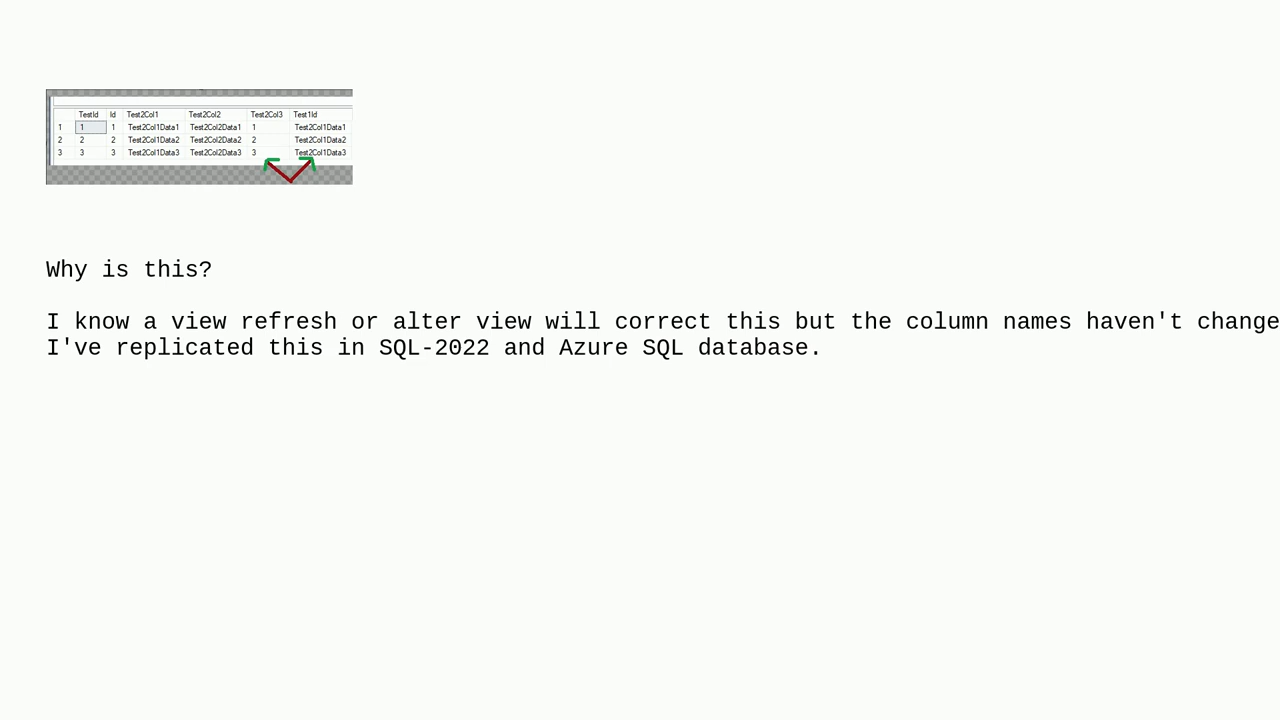 TestId Id Test2Col1 Test2Col2 Test2Col3 Test1Id
1 1 1 Test2Col1Data1 Test2Col2Data1 1 Test2Col1Data1
2 2 2 Test2Col1Data2 Test2Col2Data2 2 Test2Col1Data2
3 3 3 Test2Col1Data3 Test2Col2Data3 3 Test2Col1Data3
Why is this?
I know a view refresh or alter view will correct this but the column names haven't change
I've replicated this in SQL-2022 and Azure SQL database.